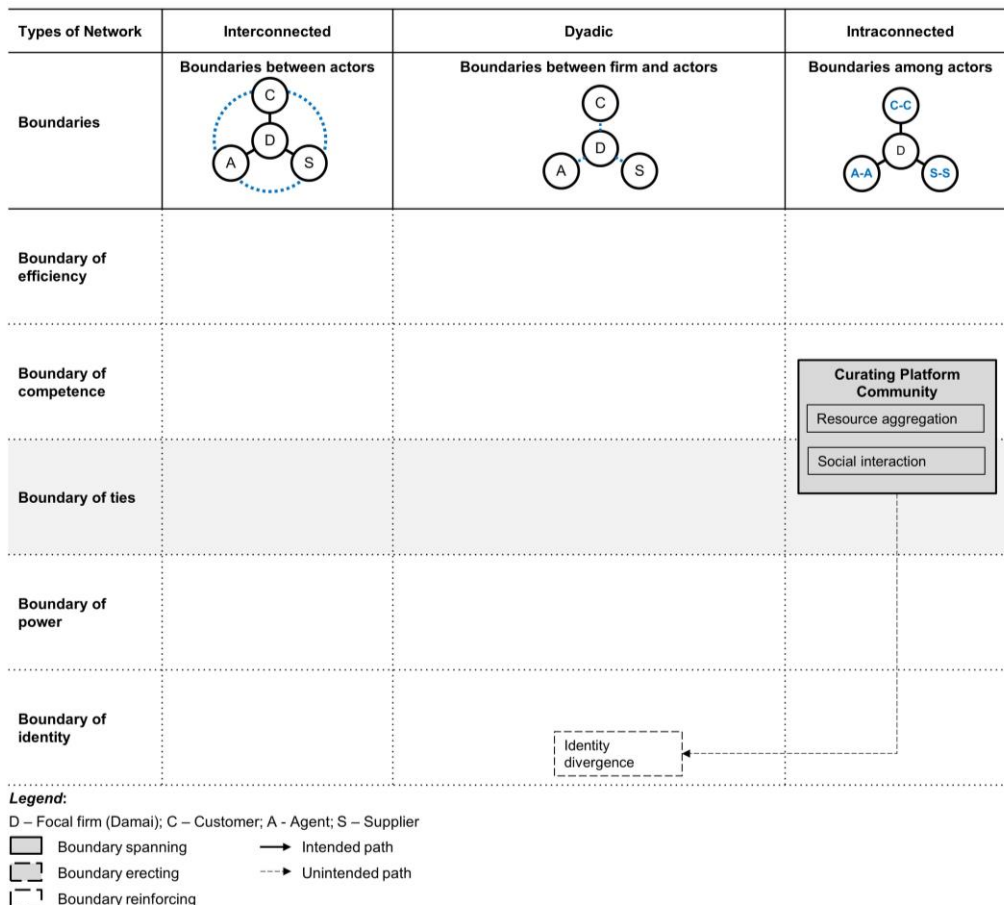 Types of Network
Interconnected
Dyadic
Intraconnected
Boundaries
Boundaries between actors
C
D
A
S
Boundaries between firm and actors
C
D
A
S
Boundaries among actors
C-C
D
A-A
S-S
Boundary of
efficiency
Boundary of
competence
Curating Platform
Community
Resource aggregation
Social interaction
Boundary of ties
Boundary of
power
Boundary of
identity
Identity
divergence
Legend:
D – Focal firm (Damai); C – Customer; A - Agent; S – Supplier
Boundary spanning
Intended path
Boundary erecting
Unintended path
Boundary reinforcing